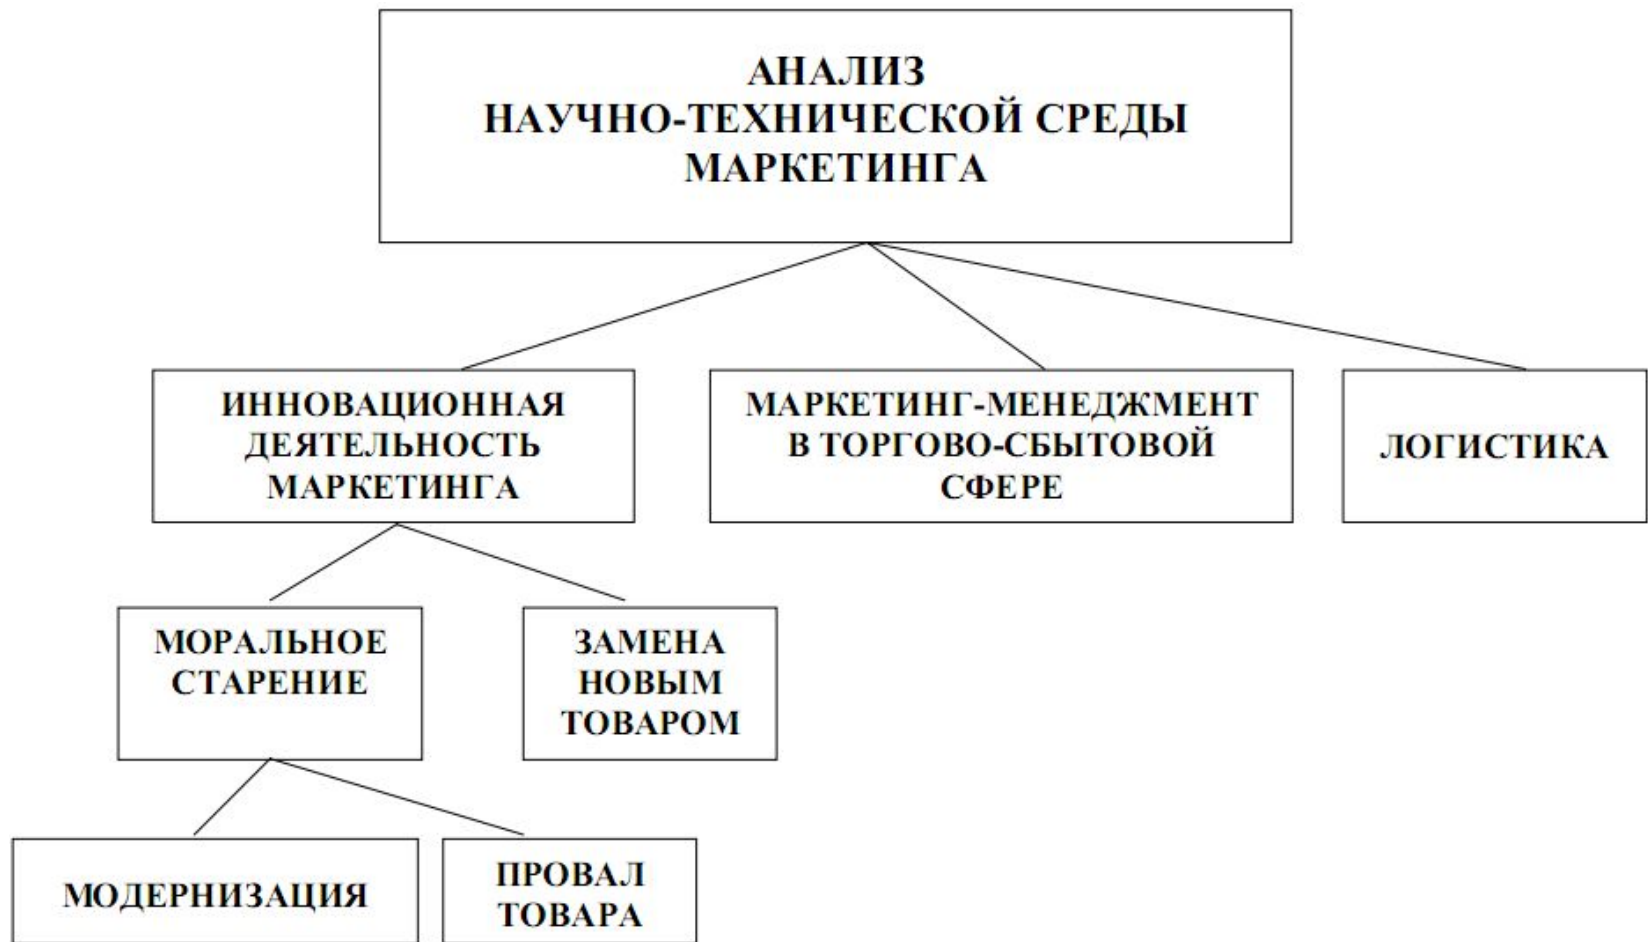 АНАЛИЗ
НАУЧНО-ТЕХНИЧЕСКОЙ СРЕДЫ
МАРКЕТИНГА
ИННОВАЦИОННАЯ
ДЕЯТЕЛЬНОСТЬ
МАРКЕТИНГА
МАРКЕТИНГ-МЕНЕДЖМЕНТ
В ТОРГОВО-СБЫТОВОЙ
СФЕРЕ
ЛОГИСТИКА
МОРАЛЬНОЕ
СТАРЕНИЕ
ЗАМЕНА
НОВЫМ
ТОВАРОМ
МОДЕРНИЗАЦИЯ
ПРОВАЛ
ТОВАРА